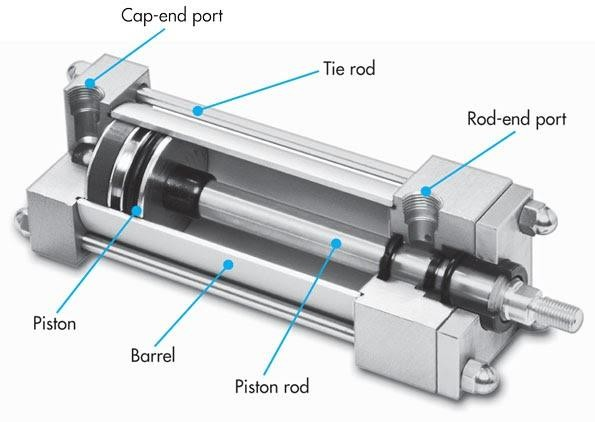 Cap-end port
Tie rod
Rod-end port
Piston
Barrel
Piston rod